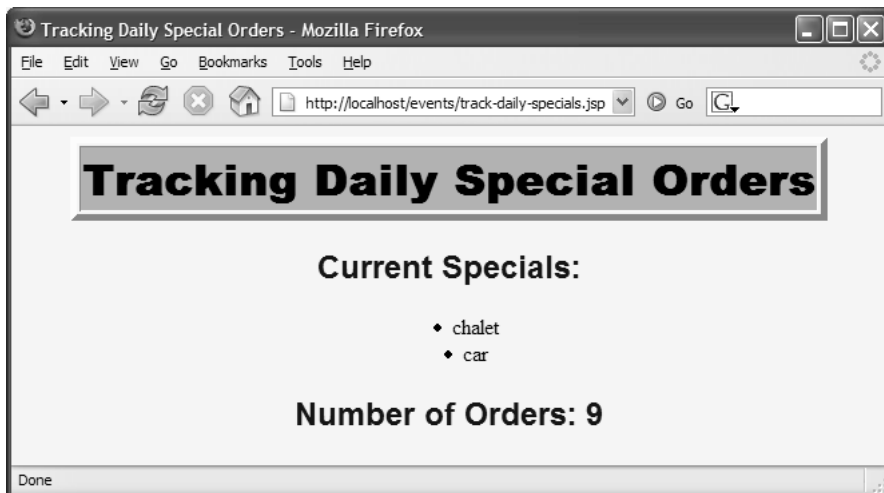 Tracking Daily Special Orders - Mozilla Firefox
File Edit View Go Bookmarks Tools Help
http://localhost/events/track-daily-specials.jsp Go G
Tracking Daily Special Orders
Current Specials:
• chalet
• car
Number of Orders: 9
Done